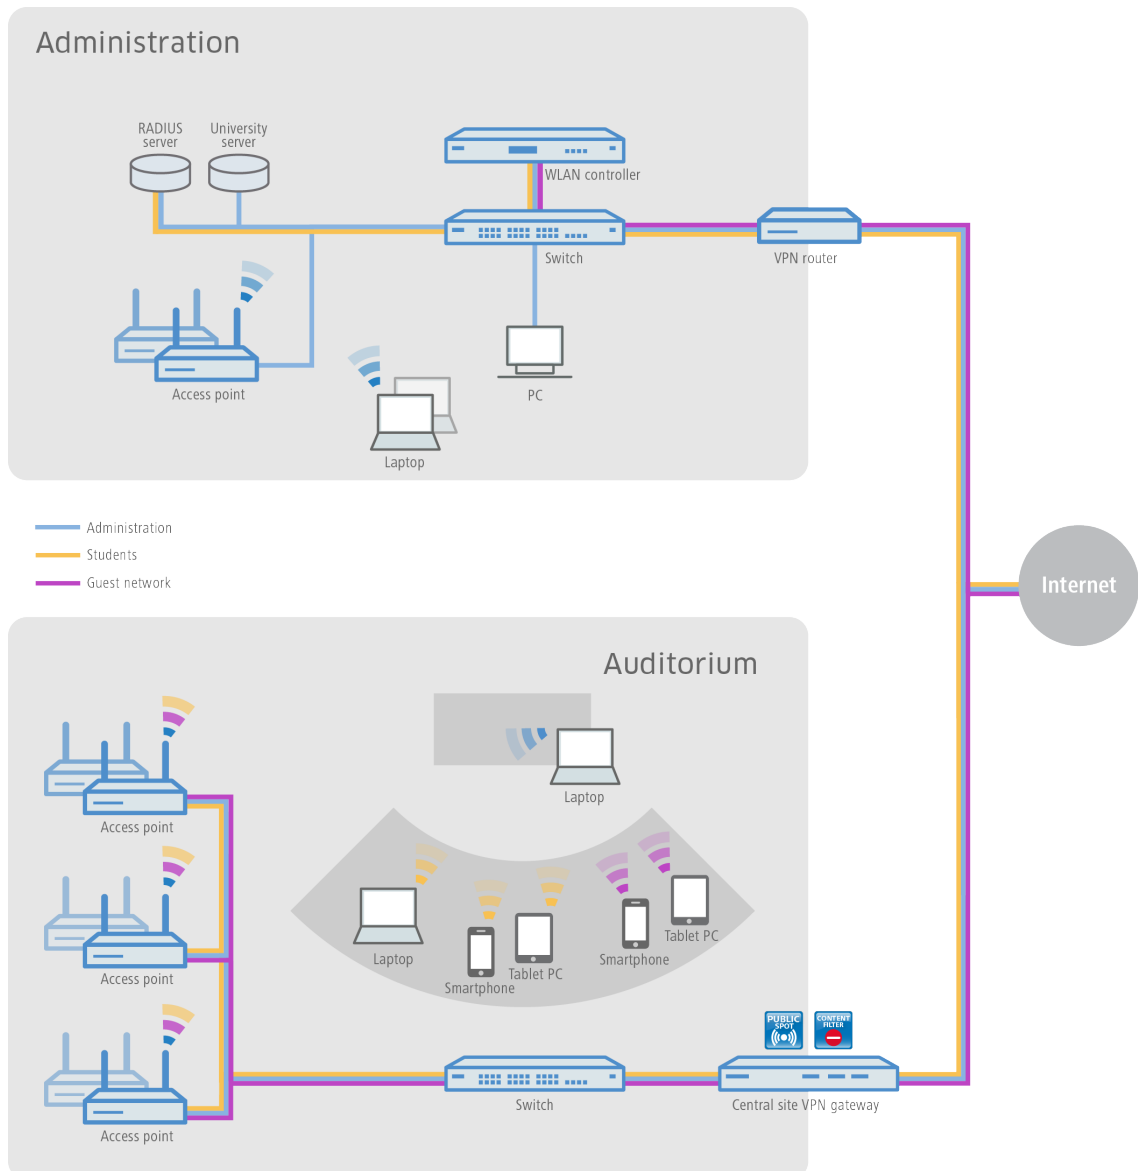 Administration
RADIUS
server
University
server
WLAN controller
Switch
VPN router
Access point
PC
Laptop
Administration
Students
Guest network
Internet
Auditorium
Laptop
Access point
Laptop
Smartphone
Tablet PC
Smartphone
Tablet PC
Access point
PUBLIC
SPOT
CONTENT
FILTER
Switch
Central site VPN gateway
Access point